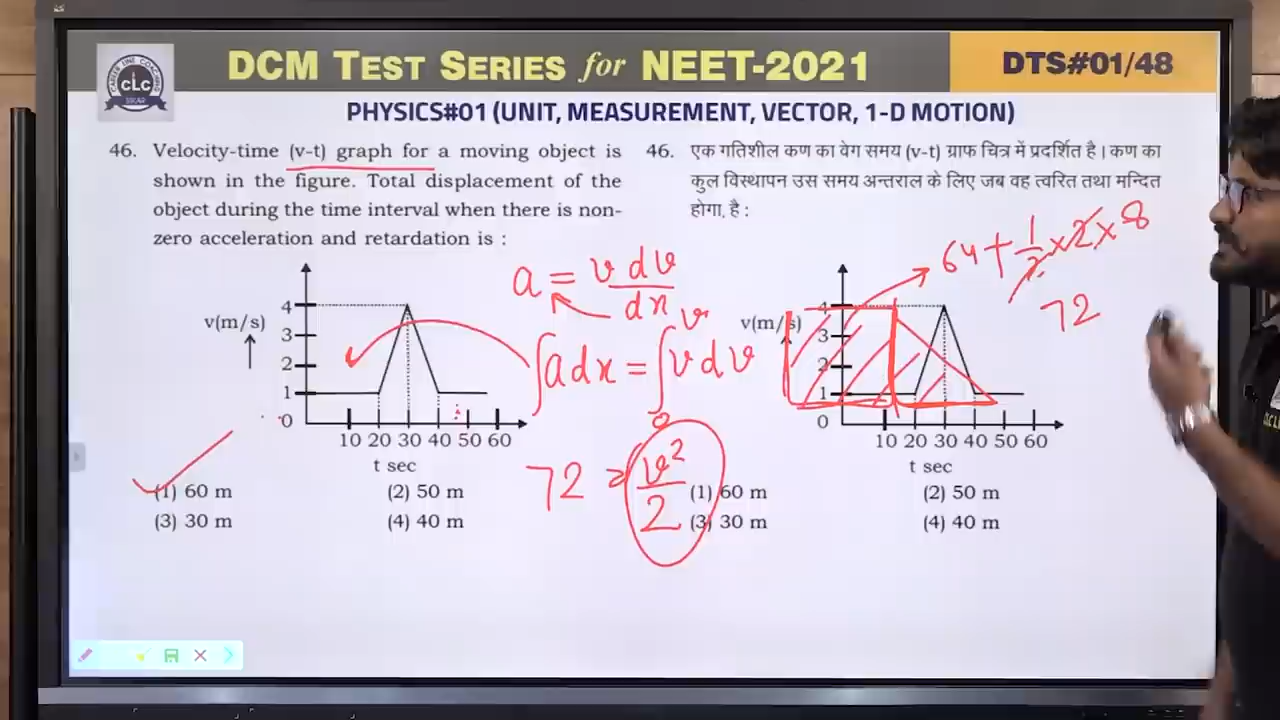 DCM TEST SERIES for NEET-2021
DTS#01/48
CLC
PHYSICS#01 (UNIT, MEASUREMENT, VECTOR, 1-D MOTION)
46. Velocity-time (v-t) graph for a moving object is
shown in the figure. Total displacement of the
object during the time interval when there is non-
zero acceleration and retardation is :
v(m/s)
4
3
2
1
0
10 20 30 40 50 60
t sec
(1) 60 m
(2) 50 m
(3) 30 m
(4) 40 m
a = v dv
dx
∫a dx = ∫v dv
v
0
72 = v²
2
46. एक गतिशील कण का वेग समय (v-t) ग्राफ चित्र में प्रदर्शित है। कण का
कुल विस्थापन उस समय अन्तराल के लिए जब वह त्वरित तथा मन्दित
होगा, है :
64 + 1/2 × 2 × 8
72
v(m/s)
4
3
2
1
0
10 20 30 40 50 60
t sec
(1) 60 m
(2) 50 m
(3) 30 m
(4) 40 m